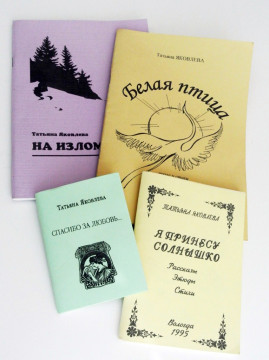 Татьяна Яковлева
НА ИЗЛОМ
Татьяна ЯКОВЛЕВА
Белая птица
Татьяна Яковлева
СПАСИБО ЗА ЛЮБОВЬ...
ТАТЬЯНА ЯКОВЛЕВА
Я ПРИНЕСУ
СОЛНЫШКО
Рассказы
Этюды
Стихи
Вологда
1995